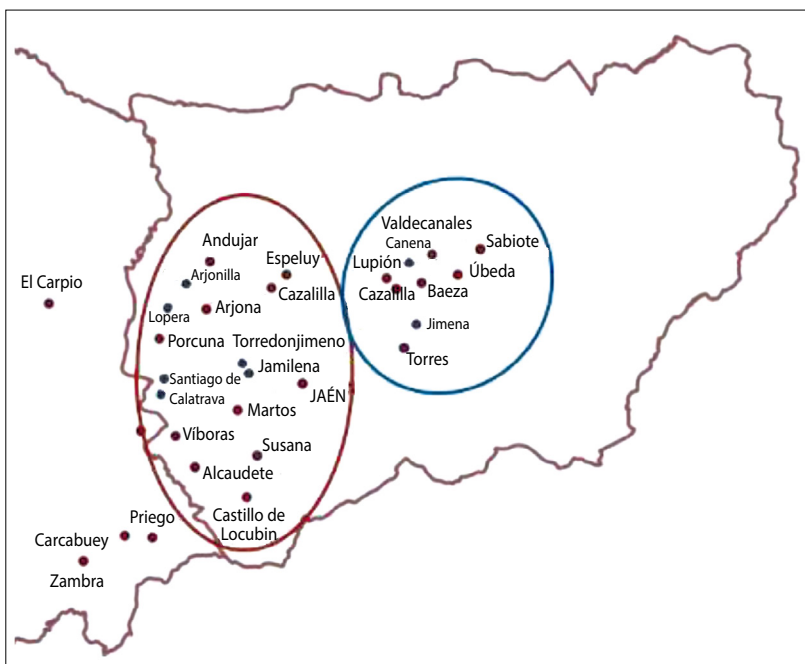 Valdecanales
Andujar
Canena
Sabiote
Espeluy
Lupión
Arjonilla
Úbeda
El Carpio
Cazalilla
Cazalilla
Baeza
Lopera
Arjona
Jimena
Porcuna
Torredonjimeno
Torres
Jamilena
Santiago de
Calatrava
JAÉN
Martos
Víboras
Susana
Alcaudete
Castillo de
Locubin
Priego
Carcabuey
Zambra